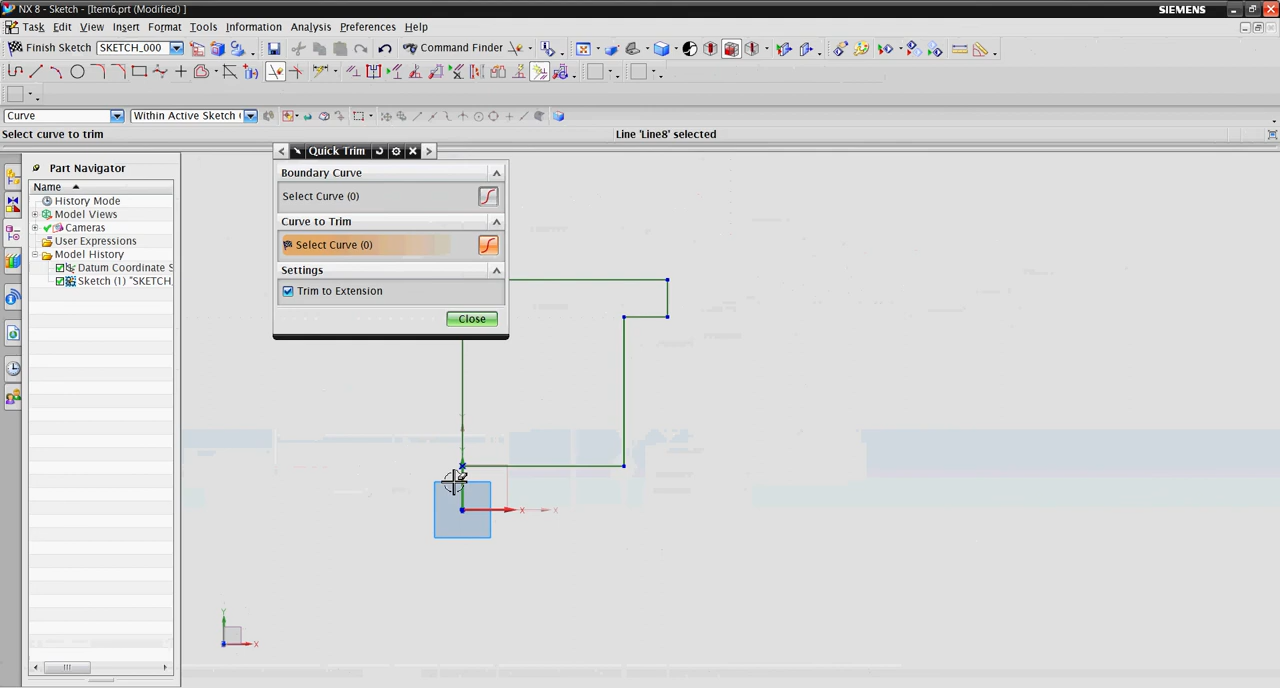 NX 8 - Sketch - [Item6.prt (Modified) ]
SIEMENS
Task Edit View Insert Format Tools Information Analysis Preferences Help
Finish Sketch SKETCH_000 Command Finder
Curve Within Active Sketch
Select curve to trim Line 'Line8' selected
Quick Trim
Part Navigator
Name
History Mode
Model Views
Cameras
User Expressions
Model History
Datum Coordinate S
Sketch (1) "SKETCH_
Boundary Curve
Select Curve (0)
Curve to Trim
Select Curve (0)
Settings
Trim to Extension
Close
X X
Y
X